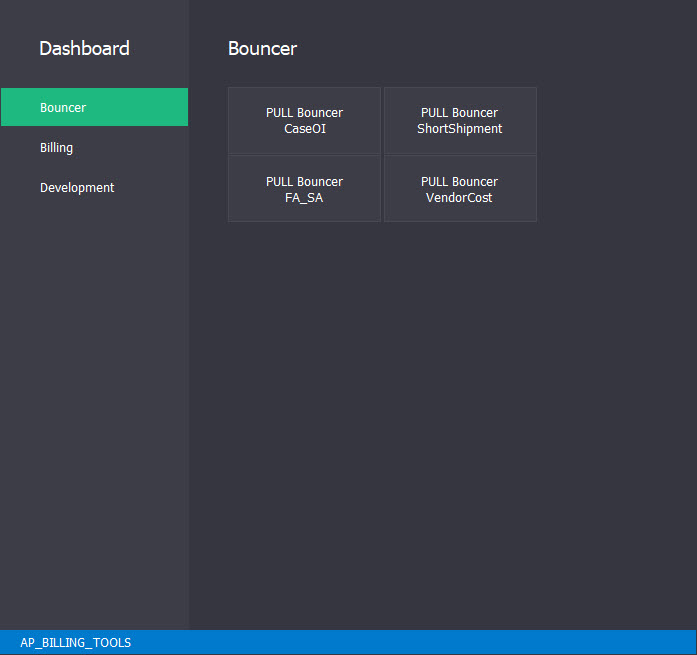 Dashboard
Bouncer
Billing
Development
Bouncer
PULL Bouncer
CaseOI
PULL Bouncer
ShortShipment
PULL Bouncer
FA_SA
PULL Bouncer
VendorCost
AP_BILLING_TOOLS